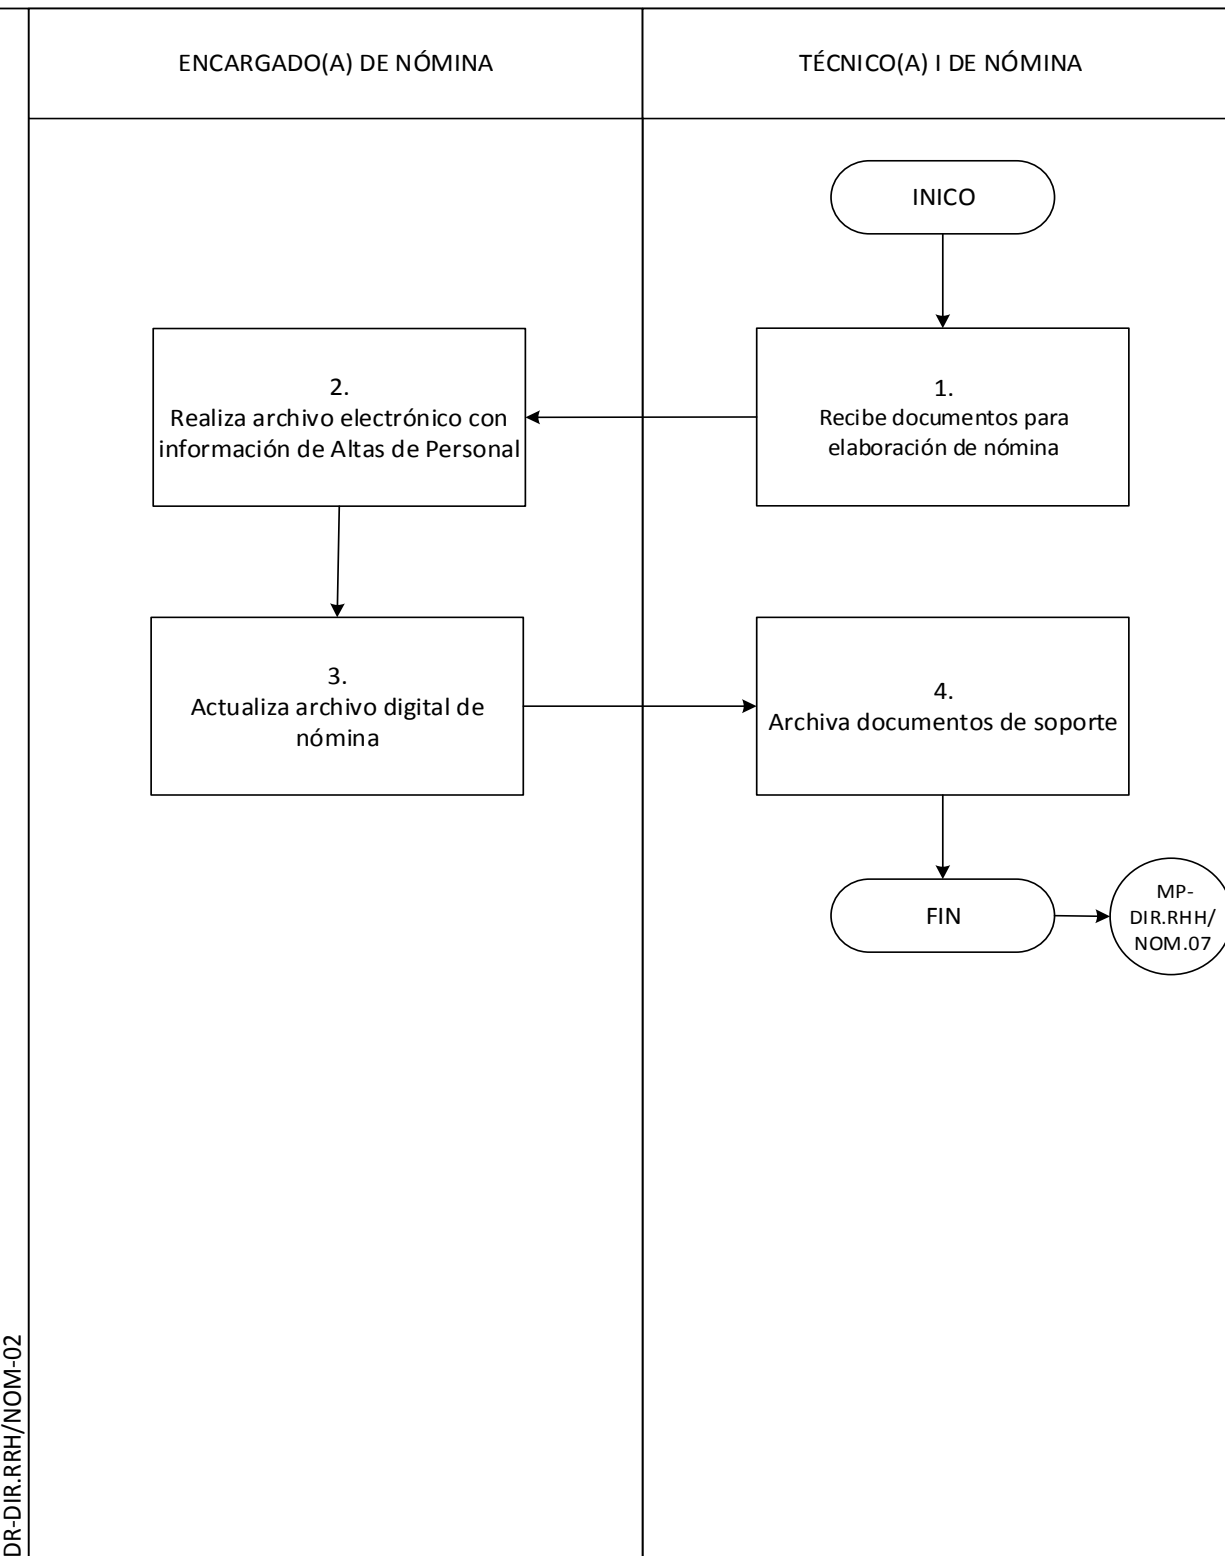 ENCARGADO(A) DE NÓMINA
TÉCNICO(A) I DE NÓMINA
INICO
1.
Recibe documentos para
elaboración de nómina
2.
Realiza archivo electrónico con
información de Altas de Personal
3.
Actualiza archivo digital de
nómina
4.
Archiva documentos de soporte
FIN
MP-
DIR.RHH/
NOM.07
DR-DIR.RRH/NOM-02